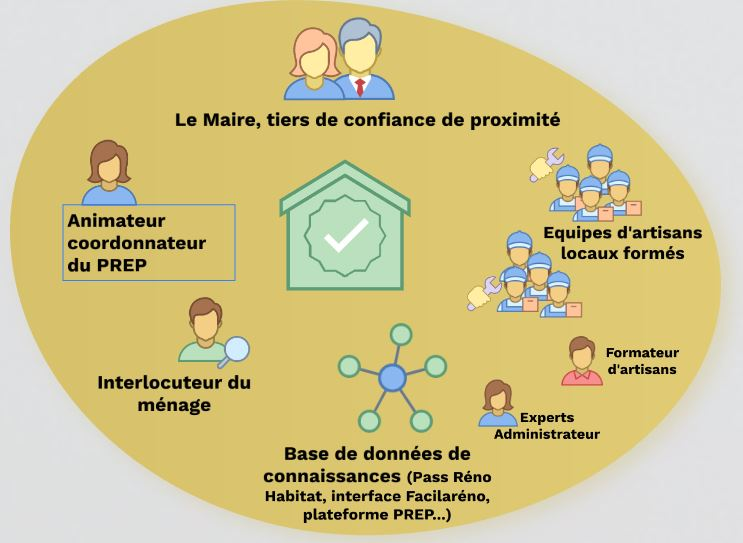 Le Maire, tiers de confiance de proximité
Animateur
coordonnateur
du PREP
Equipes d'artisans
locaux formés
Interlocuteur du
ménage
Formateur
d'artisans
Experts
Administrateur
Base de données de
connaissances (Pass Réno
Habitat, interface Facilaréno,
plateforme PREP...)